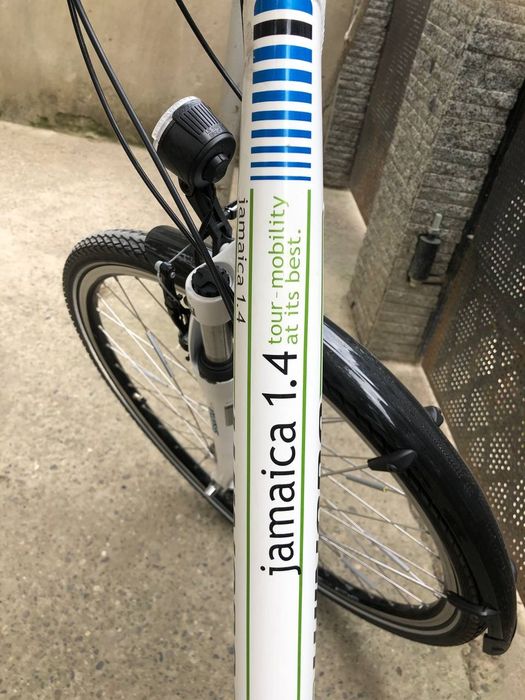 jamaica 1.4
tour-mobility
at its best.
jamaica 1.4